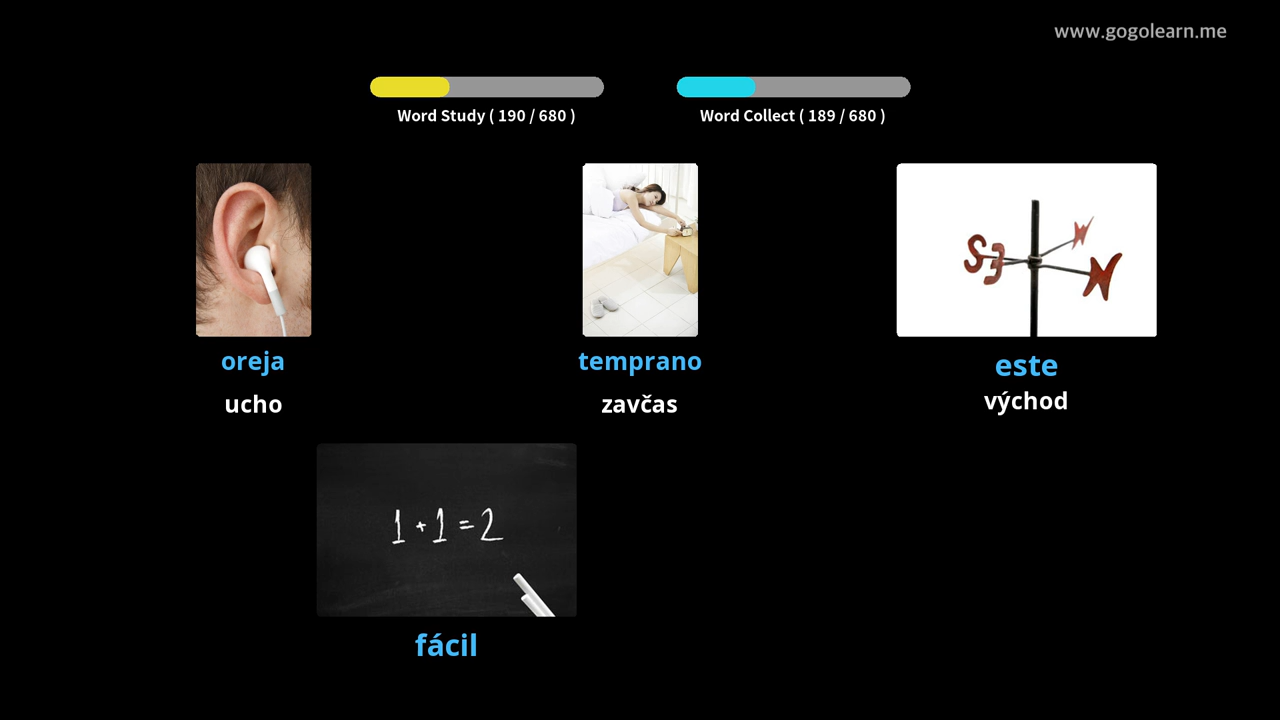 www.gogolearn.me
Word Study ( 190 / 680 )
Word Collect ( 189 / 680 )
S E N W
oreja
temprano
este
ucho
zavčas
východ
1 + 1 = 2
fácil